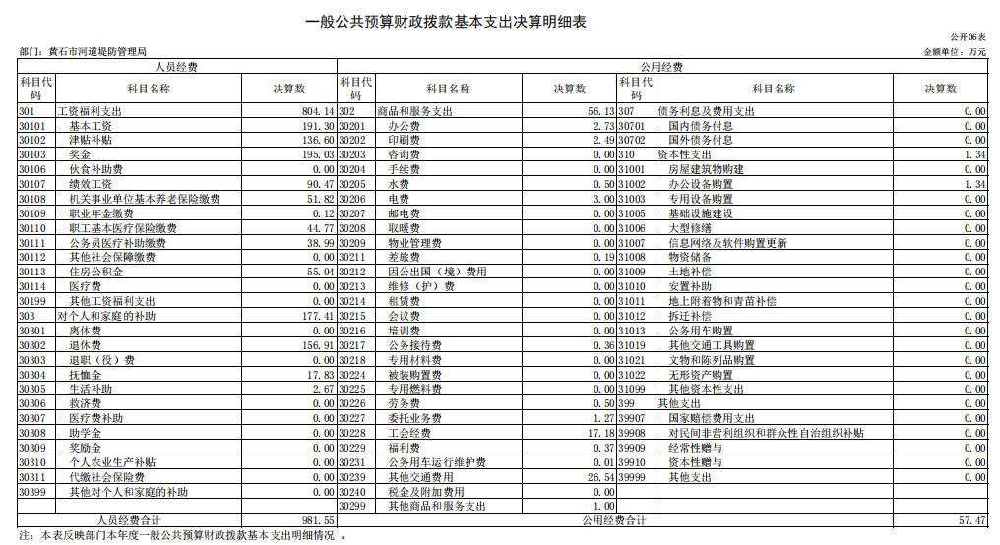 一般公共预算财政拨款基本支出决算明细表
公开06表
部门：黄石市河道堤防管理局 金额单位：万元
人员经费 公用经费
科目代码 科目名称 决算数 科目代码 科目名称 决算数 科目代码 科目名称 决算数
301 工资福利支出 804.14 302 商品和服务支出 56.13 307 债务利息及费用支出 0.00
30101 基本工资 191.30 30201 办公费 2.73 30701 国内债务付息 0.00
30102 津贴补贴 136.60 30202 印刷费 2.49 30702 国外债务付息 0.00
30103 奖金 195.03 30203 咨询费 0.00 310 资本性支出 1.34
30106 伙食补助费 0.00 30204 手续费 0.00 31001 房屋建筑物购建 0.00
30107 绩效工资 90.47 30205 水费 0.50 31002 办公设备购置 1.34
30108 机关事业单位基本养老保险缴费 51.82 30206 电费 3.00 31003 专用设备购置 0.00
30109 职业年金缴费 0.12 30207 邮电费 0.00 31005 基础设施建设 0.00
30110 职工基本医疗保险缴费 44.77 30208 取暖费 0.00 31006 大型修缮 0.00
30111 公务员医疗补助缴费 38.99 30209 物业管理费 0.00 31007 信息网络及软件购置更新 0.00
30112 其他社会保障缴费 0.00 30211 差旅费 0.19 31008 物资储备 0.00
30113 住房公积金 55.04 30212 因公出国（境）费用 0.00 31009 土地补偿 0.00
30114 医疗费 0.00 30213 维修（护）费 0.00 31010 安置补助 0.00
30199 其他工资福利支出 0.00 30214 租赁费 0.00 31011 地上附着物和青苗补偿 0.00
303 对个人和家庭的补助 177.41 30215 会议费 0.00 31012 拆迁补偿 0.00
30301 离休费 0.00 30216 培训费 0.00 31013 公务用车购置 0.00
30302 退休费 156.91 30217 公务接待费 0.36 31019 其他交通工具购置 0.00
30303 退职（役）费 0.00 30218 专用材料费 0.00 31021 文物和陈列品购置 0.00
30304 抚恤金 17.83 30224 被装购置费 0.00 31022 无形资产购置 0.00
30305 生活补助 2.67 30225 专用燃料费 0.00 31099 其他资本性支出 0.00
30306 救济费 0.00 30226 劳务费 0.50 399 其他支出 0.00
30307 医疗费补助 0.00 30227 委托业务费 1.27 39907 国家赔偿费用支出 0.00
30308 助学金 0.00 30228 工会经费 17.18 39908 对民间非营利组织和群众性自治组织补贴 0.00
30309 奖励金 0.00 30229 福利费 0.37 39909 经常性赠与 0.00
30310 个人农业生产补贴 0.00 30231 公务用车运行维护费 0.01 39910 资本性赠与 0.00
30311 代缴社会保险费 0.00 30239 其他交通费用 26.54 39999 其他支出 0.00
30399 其他对个人和家庭的补助 0.00 30240 税金及附加费用 0.00
30299 其他商品和服务支出 1.00
人员经费合计 981.55 公用经费合计 57.47
注：本表反映部门本年度一般公共预算财政拨款基本支出明细情况 。